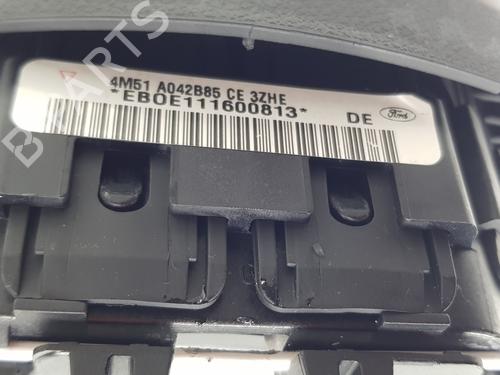 B-PARTS
4M51 A042B85 CE 3ZHE
*EBOE111600813*
DE
Ford